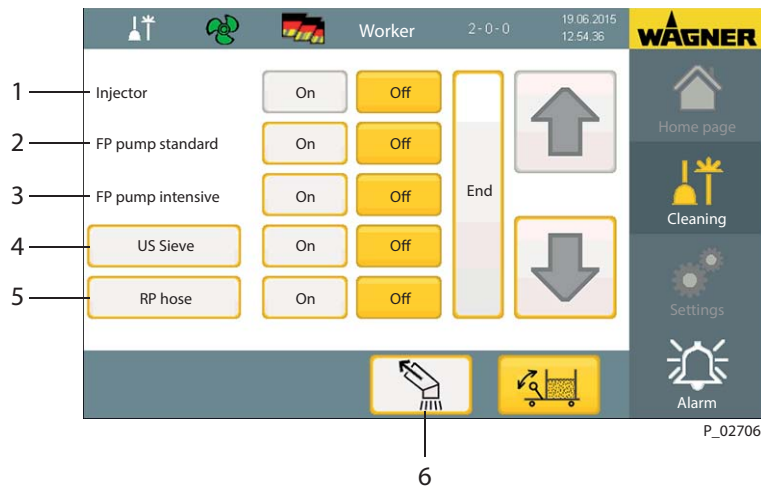 Worker 2 - 0 - 0 19.06.2015
12.54.36
WAGNER
1 Injector On Off
2 FP pump standard On Off
3 FP pump intensive On Off
4 US Sieve On Off
5 RP hose On Off
End
Home page
Cleaning
Settings
Alarm
P_02706
6